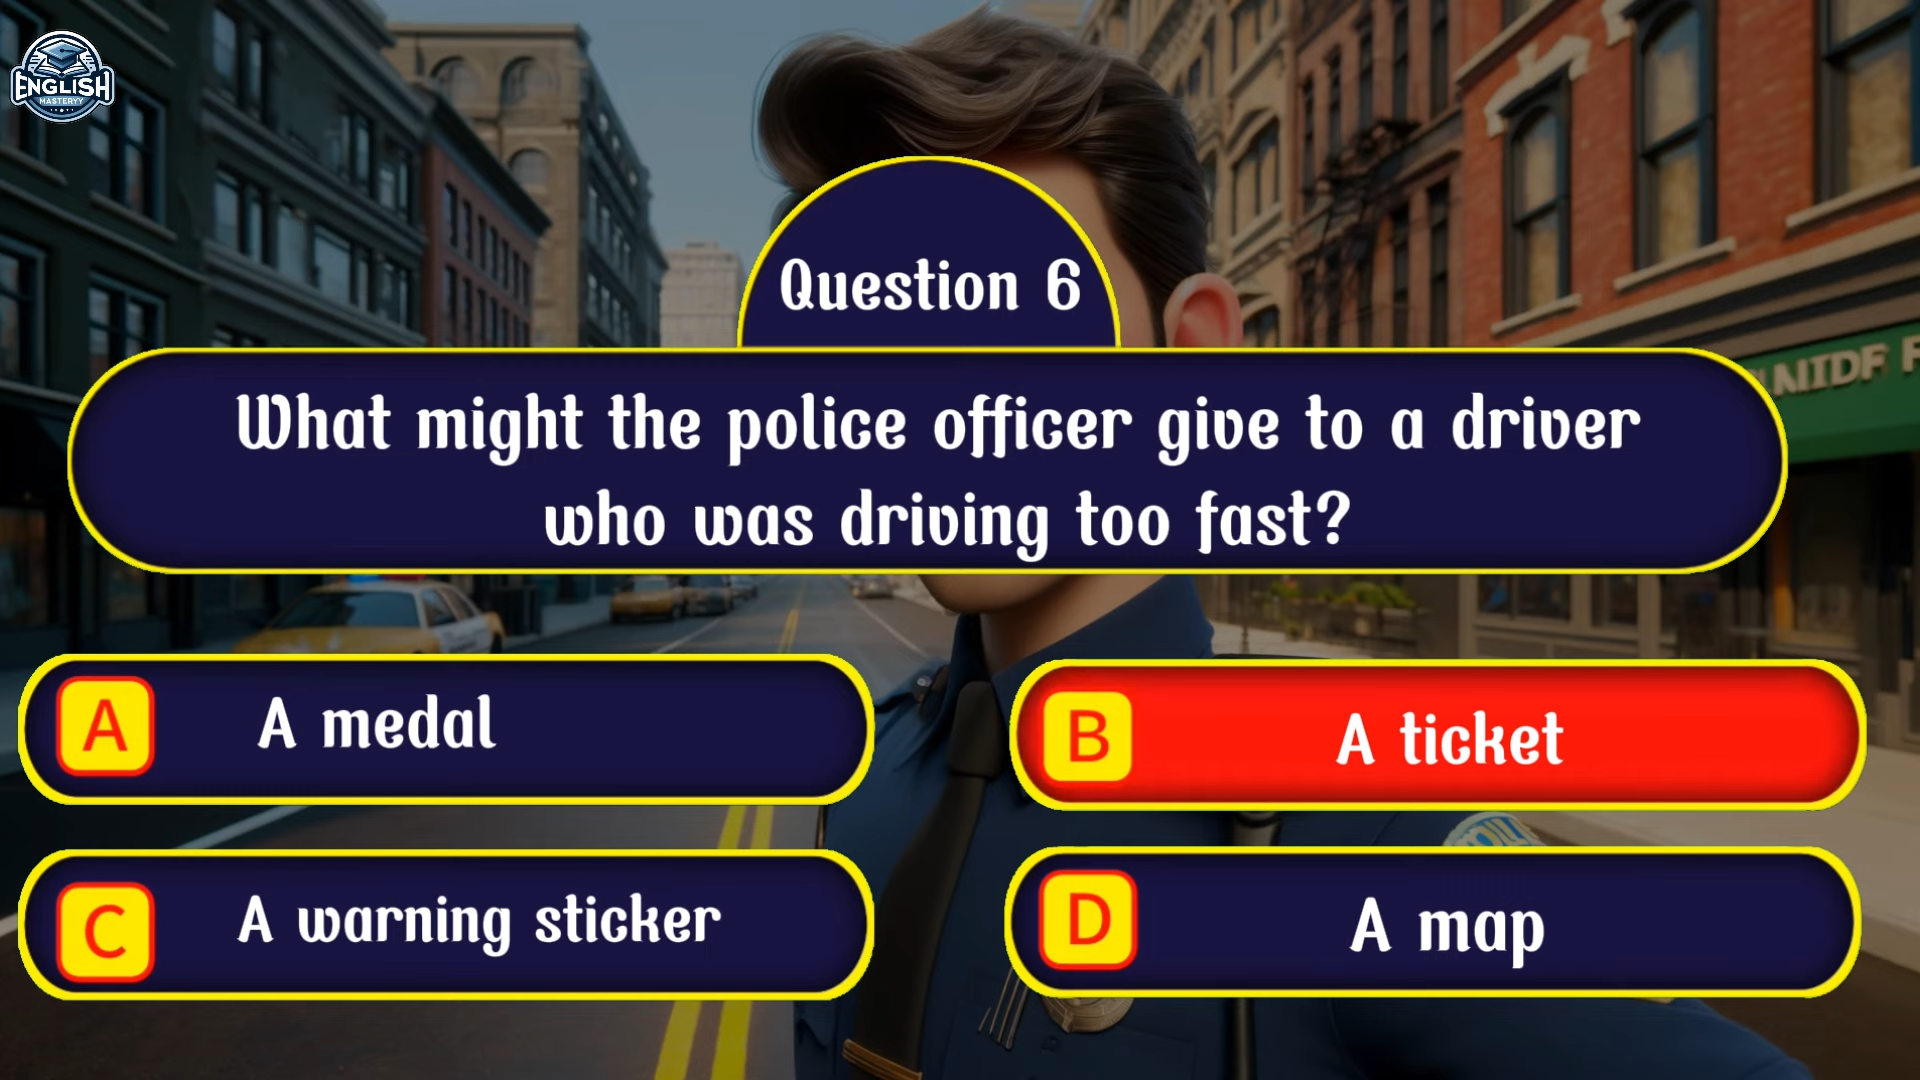 ENGLISH
MASTERYY
Question 6
What might the police officer give to a driver
who was driving too fast?
A A medal
B A ticket
C A warning sticker
D A map